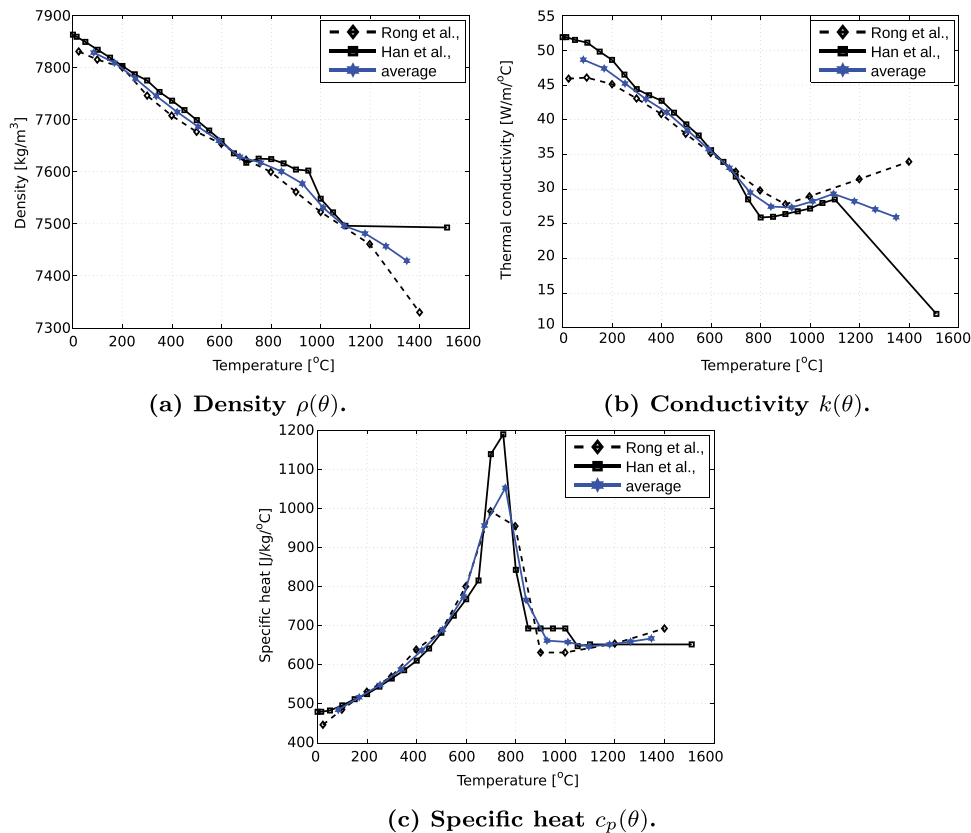 7900
7800
7700
7600
7500
7400
7300
0 200 400 600 800 1000 1200 1400 1600
Density [kg/m³]
Temperature [°C]
Rong et al.,
Han et al.,
average
(a) Density ρ(θ).
55
50
45
40
35
30
25
20
15
10
0 200 400 600 800 1000 1200 1400 1600
Thermal conductivity [W/m/°C]
Temperature [°C]
Rong et al.,
Han et al.,
average
(b) Conductivity k(θ).
1200
1100
1000
900
800
700
600
500
400
0 200 400 600 800 1000 1200 1400 1600
Specific heat [J/kg/°C]
Temperature [°C]
Rong et al.,
Han et al.,
average
(c) Specific heat cₚ(θ).